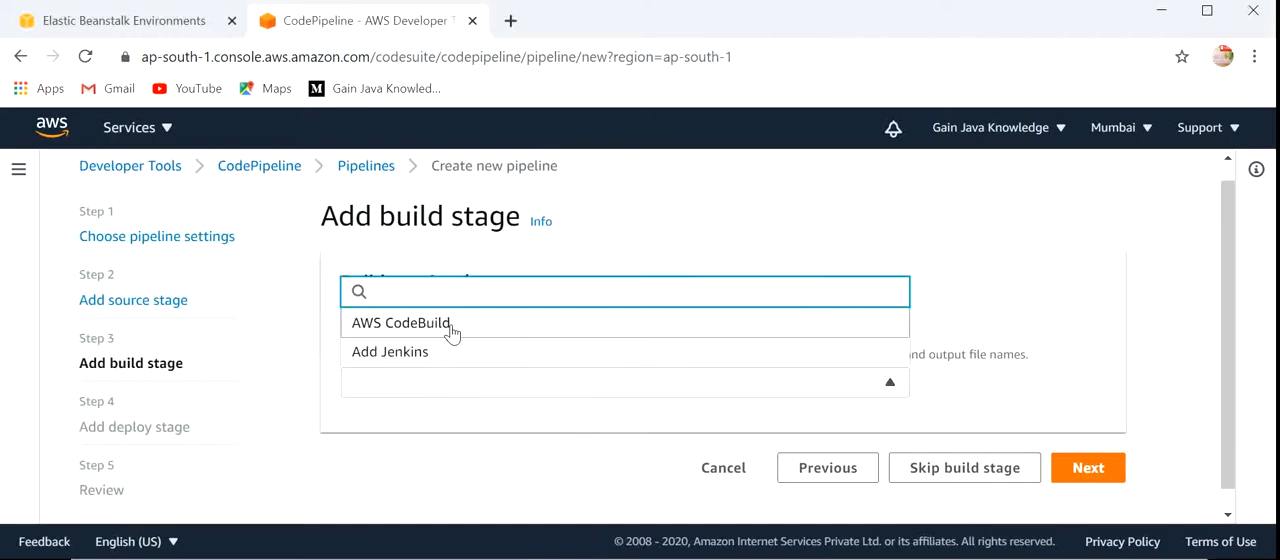 Elastic Beanstalk Environments
CodePipeline - AWS Developer T
ap-south-1.console.aws.amazon.com/codesuite/codepipeline/pipeline/new?region=ap-south-1
Apps
Gmail
YouTube
Maps
M
Gain Java Knowled...
aws
Services
Gain Java Knowledge
Mumbai
Support
Developer Tools
CodePipeline
Pipelines
Create new pipeline
Step 1
Choose pipeline settings
Step 2
Add source stage
Step 3
Add build stage
Step 4
Add deploy stage
Step 5
Review
Add build stage
Info
AWS CodeBuild
Add Jenkins
and output file names.
Cancel
Previous
Skip build stage
Next
Feedback
English (US)
© 2008 - 2020, Amazon Internet Services Private Ltd. or its affiliates. All rights reserved.
Privacy Policy
Terms of Use